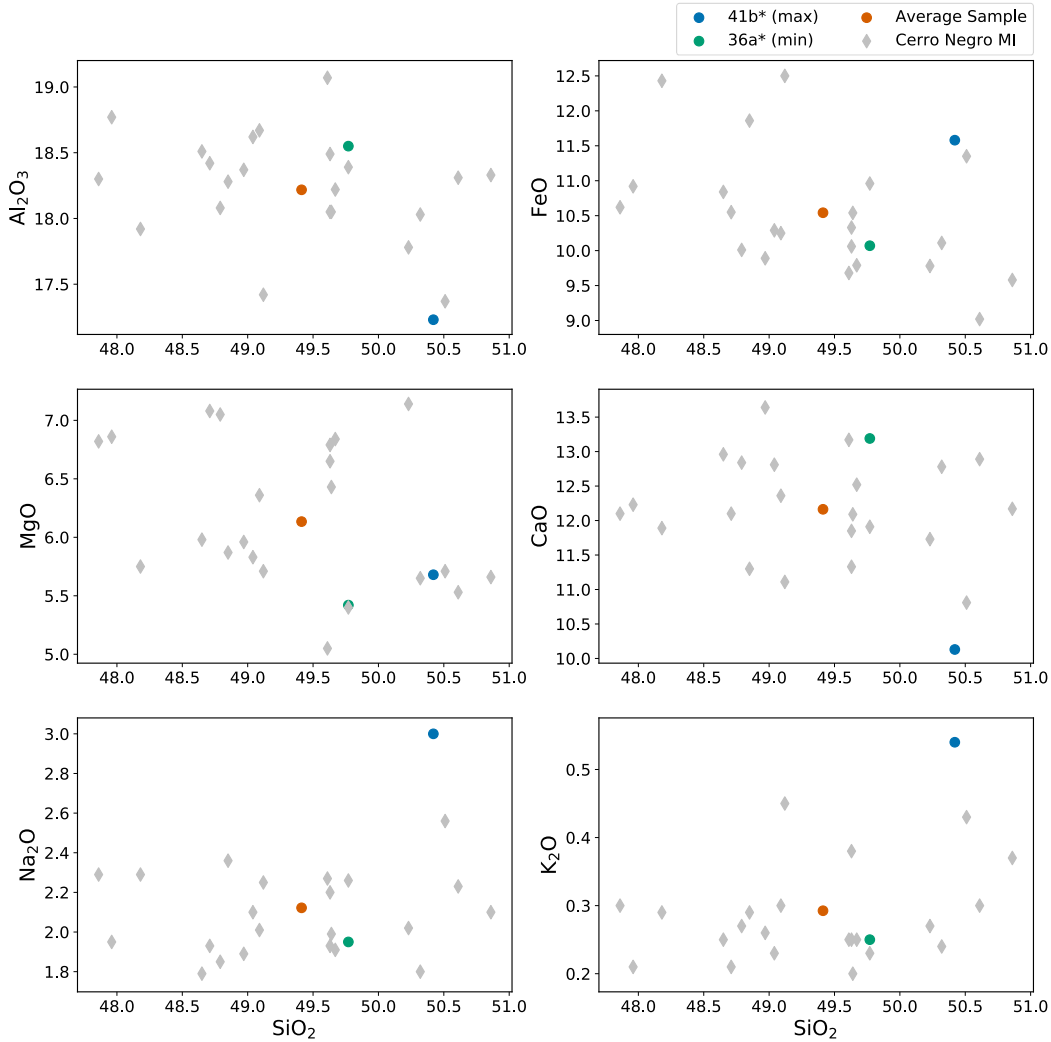 41b* (max) Average Sample
36a* (min) Cerro Negro MI
19.0
18.5
18.0
17.5
Al₂O₃
48.0 48.5 49.0 49.5 50.0 50.5 51.0
12.5
12.0
11.5
11.0
10.5
10.0
9.5
9.0
FeO
48.0 48.5 49.0 49.5 50.0 50.5 51.0
7.0
6.5
6.0
5.5
5.0
MgO
48.0 48.5 49.0 49.5 50.0 50.5 51.0
13.5
13.0
12.5
12.0
11.5
11.0
10.5
10.0
CaO
48.0 48.5 49.0 49.5 50.0 50.5 51.0
3.0
2.8
2.6
2.4
2.2
2.0
1.8
Na₂O
48.0 48.5 49.0 49.5 50.0 50.5 51.0
SiO₂
0.5
0.4
0.3
0.2
K₂O
48.0 48.5 49.0 49.5 50.0 50.5 51.0
SiO₂